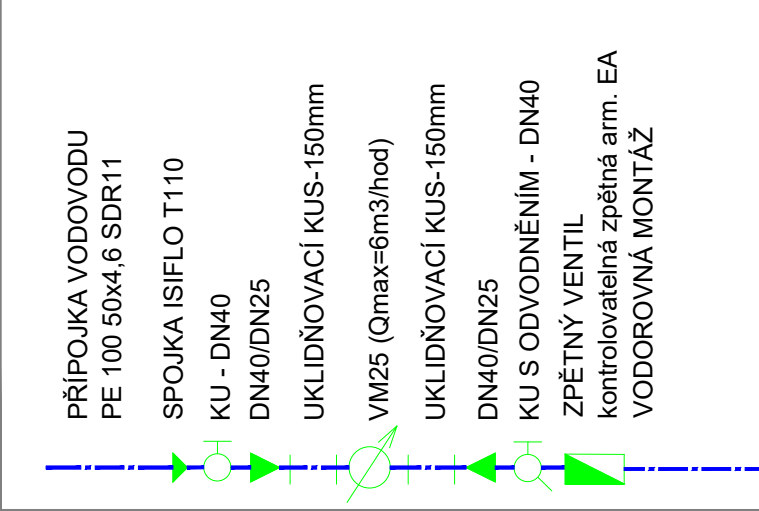 PŘÍPOJKA VODOVODU
PE 100 50x4,6 SDR11
SPOJKA ISIFLO T110
KU - DN40
DN40/DN25
UKLIDŇOVACÍ KUS-150mm
VM25 (Qmax=6m3/hod)
UKLIDŇOVACÍ KUS-150mm
DN40/DN25
KU S ODVODNĚNÍM - DN40
ZPĚTNÝ VENTIL
kontrolovatelná zpětná arm. EA
VODOROVNÁ MONTÁŽ